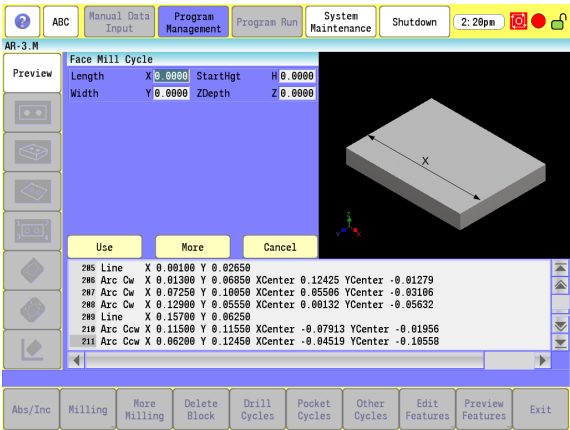 ? ABC Manual Data Input Program Management Program Run System Maintenance Shutdown 2:20pm
AR-3.M
Preview
Face Mill Cycle
Length X 0.0000 StartHgt H 0.0000
Width Y 0.0000 ZDepth Z 0.0000
X
Z
Y X
Use More Cancel
205 Line X 0.00100 Y 0.02650
206 Arc Cw X 0.01300 Y 0.06850 XCenter 0.12425 YCenter -0.01279
207 Arc Cw X 0.07250 Y 0.10050 XCenter 0.05506 YCenter -0.03106
208 Arc Cw X 0.12900 Y 0.05550 XCenter 0.00132 YCenter -0.05632
209 Line X 0.15700 Y 0.06250
210 Arc Ccw X 0.11500 Y 0.11550 XCenter -0.07913 YCenter -0.01956
211 Arc Ccw X 0.06200 Y 0.12450 XCenter -0.04519 YCenter -0.10558
Abs/Inc Milling More Milling Delete Block Drill Cycles Pocket Cycles Other Cycles Edit Features Preview Features Exit